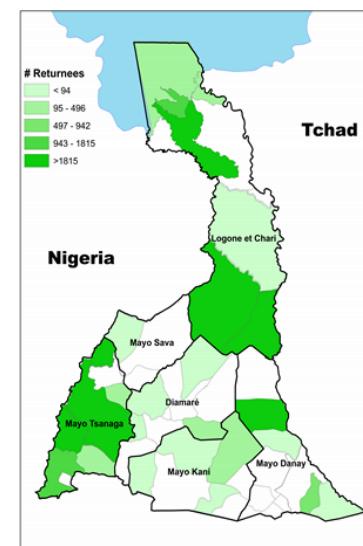 # Returnees
< 94
95 - 496
497 - 942
943 - 1815
>1815
Tchad
Logone et Chari
Nigeria
Mayo Sava
Diamaré
Mayo Tsanaga
Mayo Kani
Mayo Danay